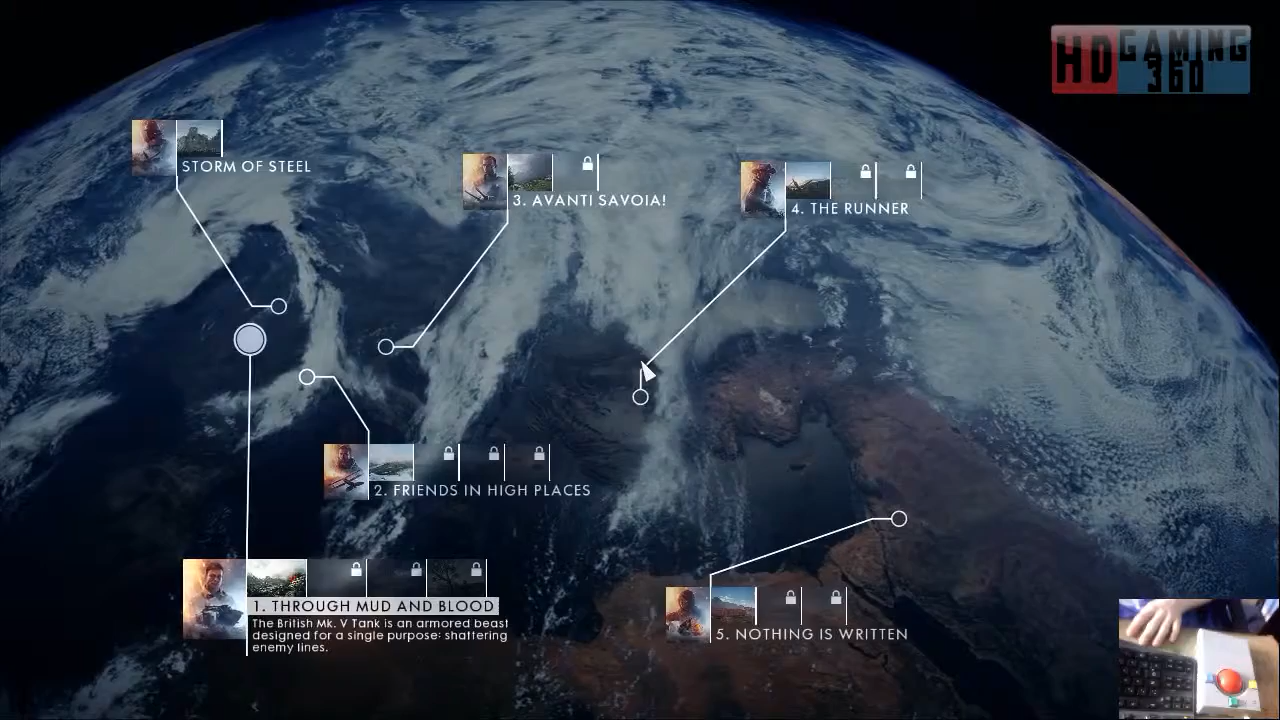 HD GAMING
360
STORM OF STEEL
3. AVANTI SAVOIA!
4. THE RUNNER
2. FRIENDS IN HIGH PLACES
1. THROUGH MUD AND BLOOD
The British Mk. V Tank is an armored beast
designed for a single purpose: shattering
enemy lines.
5. NOTHING IS WRITTEN